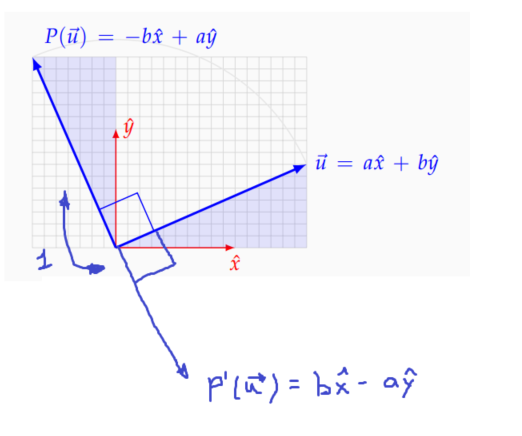 P(u⃗) = −bx̂ + aŷ
ŷ
u⃗ = ax̂ + bŷ
1
x̂
P'(u⃗) = bx̂ - aŷ